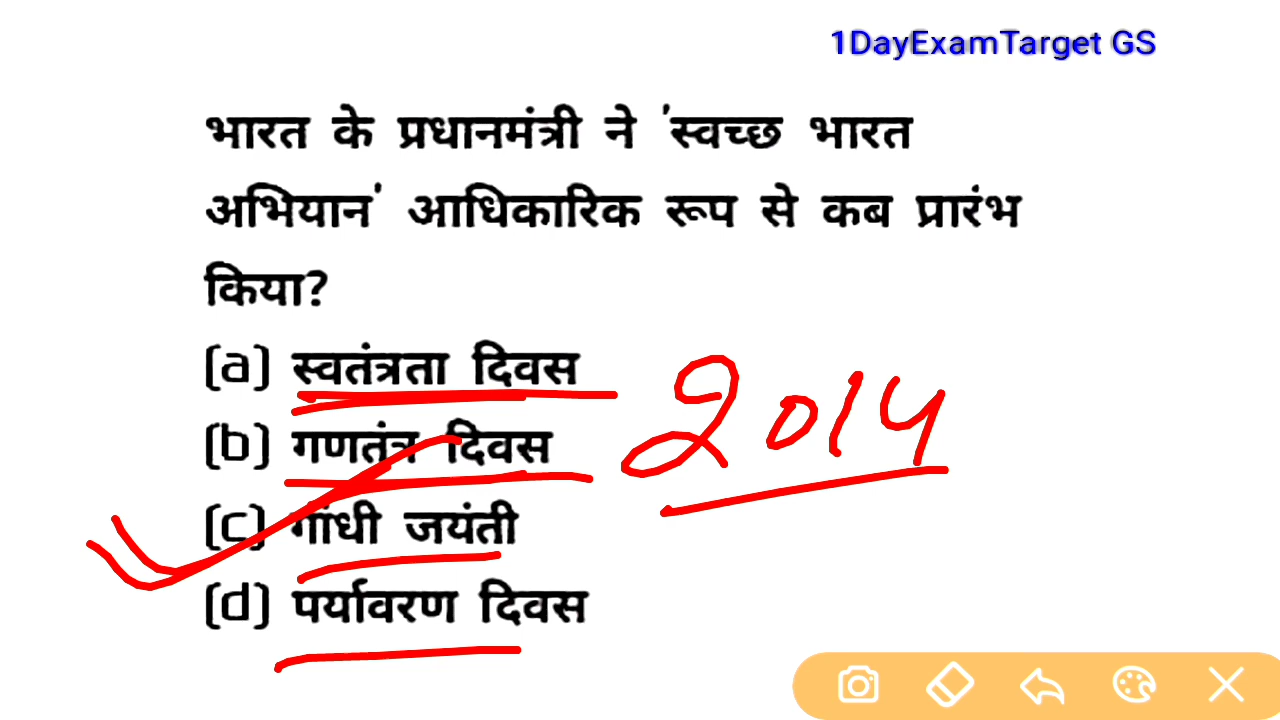 1DayExamTarget GS
भारत के प्रधानमंत्री ने 'स्वच्छ भारत
अभियान' आधिकारिक रूप से कब प्रारंभ
किया?
(a) स्वतंत्रता दिवस
(b) गणतंत्र दिवस
2014
(c) गांधी जयंती
(d) पर्यावरण दिवस